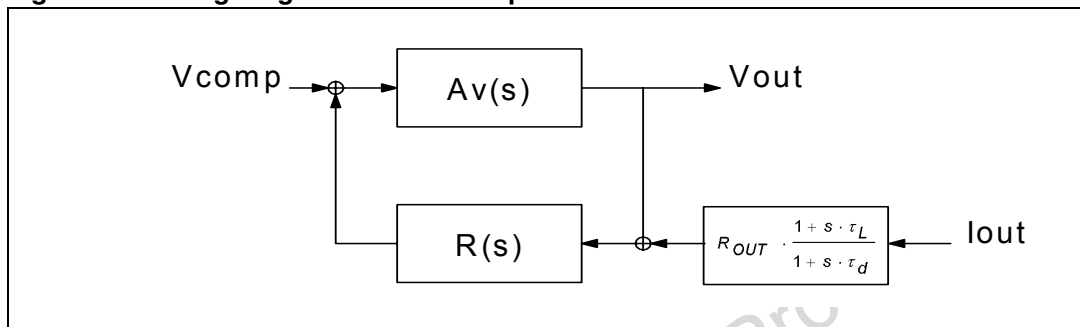 Vcomp
Av(s)
Vout
R(s)
R_OUT · (1 + s · τ_L) / (1 + s · τ_d)
Iout